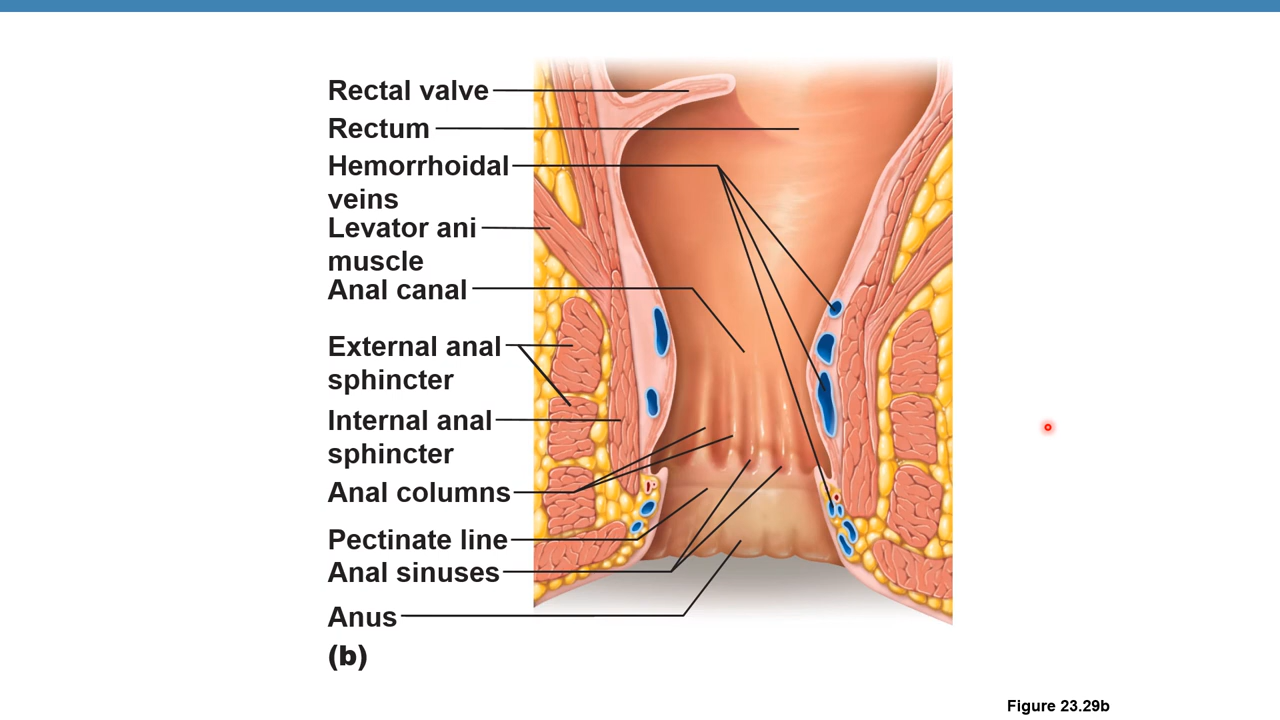 Rectal valve
Rectum
Hemorrhoidal
veins
Levator ani
muscle
Anal canal
External anal
sphincter
Internal anal
sphincter
Anal columns
Pectinate line
Anal sinuses
Anus
(b)
Figure 23.29b